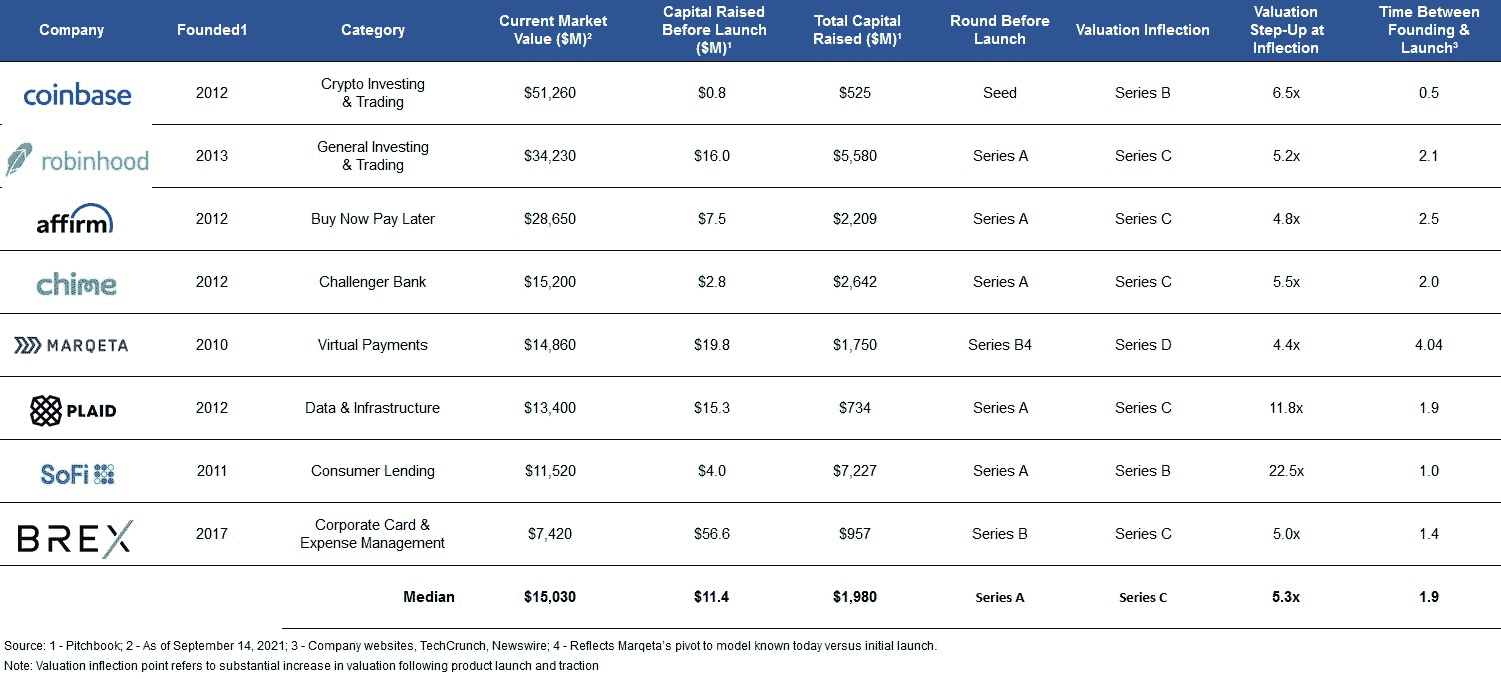 Company Founded1 Category Current Market Value ($M)² Capital Raised Before Launch ($M)¹ Total Capital Raised ($M)¹ Round Before Launch Valuation Inflection Valuation Step-Up at Inflection Time Between Founding & Launch³
coinbase 2012 Crypto Investing & Trading $51,260 $0.8 $525 Seed Series B 6.5x 0.5
robinhood 2013 General Investing & Trading $34,230 $16.0 $5,580 Series A Series C 5.2x 2.1
affirm 2012 Buy Now Pay Later $28,650 $7.5 $2,209 Series A Series C 4.8x 2.5
chime 2012 Challenger Bank $15,200 $2.8 $2,642 Series A Series C 5.5x 2.0
MARQETA 2010 Virtual Payments $14,860 $19.8 $1,750 Series B4 Series D 4.4x 4.04
PLAID 2012 Data & Infrastructure $13,400 $15.3 $734 Series A Series C 11.8x 1.9
SoFi 2011 Consumer Lending $11,520 $4.0 $7,227 Series A Series B 22.5x 1.0
BREX 2017 Corporate Card & Expense Management $7,420 $56.6 $957 Series B Series C 5.0x 1.4
Median $15,030 $11.4 $1,980 Series A Series C 5.3x 1.9
Source: 1 - Pitchbook; 2 - As of September 14, 2021; 3 - Company websites, TechCrunch, Newswire; 4 - Reflects Marqeta's pivot to model known today versus initial launch.
Note: Valuation inflection point refers to substantial increase in valuation following product launch and traction